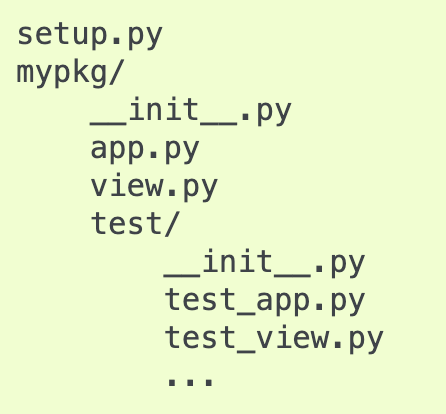 setup.py
mypkg/
    __init__.py
    app.py
    view.py
    test/
        __init__.py
        test_app.py
        test_view.py
        ...